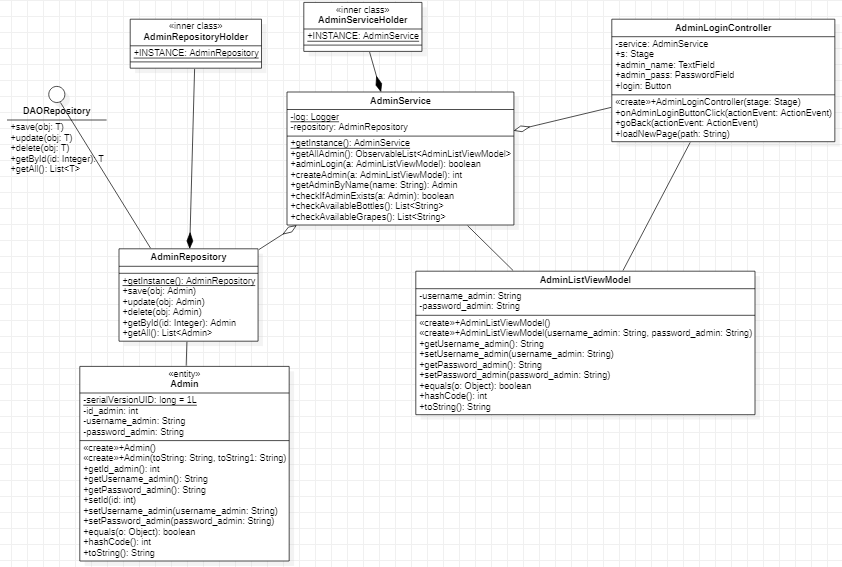 «inner class»
AdminRepositoryHolder
+INSTANCE: AdminRepository
«inner class»
AdminServiceHolder
+INSTANCE: AdminService
AdminLoginController
-service: AdminService
+s: Stage
+admin_name: TextField
+admin_pass: PasswordField
+login: Button
«create»+AdminLoginController(stage: Stage)
+onAdminLoginButtonClick(actionEvent: ActionEvent)
+goBack(actionEvent: ActionEvent)
+loadNewPage(path: String)
DAORepository
+save(obj: T)
+update(obj: T)
+delete(obj: T)
+getById(id: Integer): T
+getAll(): List<T>
AdminService
-log: Logger
-repository: AdminRepository
+getInstance(): AdminService
+getAllAdmin(): ObservableList<AdminListViewModel>
+adminLogin(a: AdminListViewModel): boolean
+createAdmin(a: AdminListViewModel): int
+getAdminByName(name: String): Admin
+checkIfAdminExists(a: Admin): boolean
+checkAvailableBottles(): List<String>
+checkAvailableGrapes(): List<String>
AdminRepository
+getInstance(): AdminRepository
+save(obj: Admin)
+update(obj: Admin)
+delete(obj: Admin)
+getById(id: Integer): Admin
+getAll(): List<Admin>
AdminListViewModel
-username_admin: String
-password_admin: String
«create»+AdminListViewModel()
«create»+AdminListViewModel(username_admin: String, password_admin: String)
+getUsername_admin(): String
+setUsername_admin(username_admin: String)
+getPassword_admin(): String
+setPassword_admin(password_admin: String)
+equals(o: Object): boolean
+hashCode(): int
+toString(): String
«entity»
Admin
-serialVersionUID: long = 1L
-id_admin: int
-username_admin: String
-password_admin: String
«create»+Admin()
«create»+Admin(toString: String, toString1: String)
+getId_admin(): int
+getUsername_admin(): String
+getPassword_admin(): String
+setId(id: int)
+setUsername_admin(username_admin: String)
+setPassword_admin(password_admin: String)
+equals(o: Object): boolean
+hashCode(): int
+toString(): String